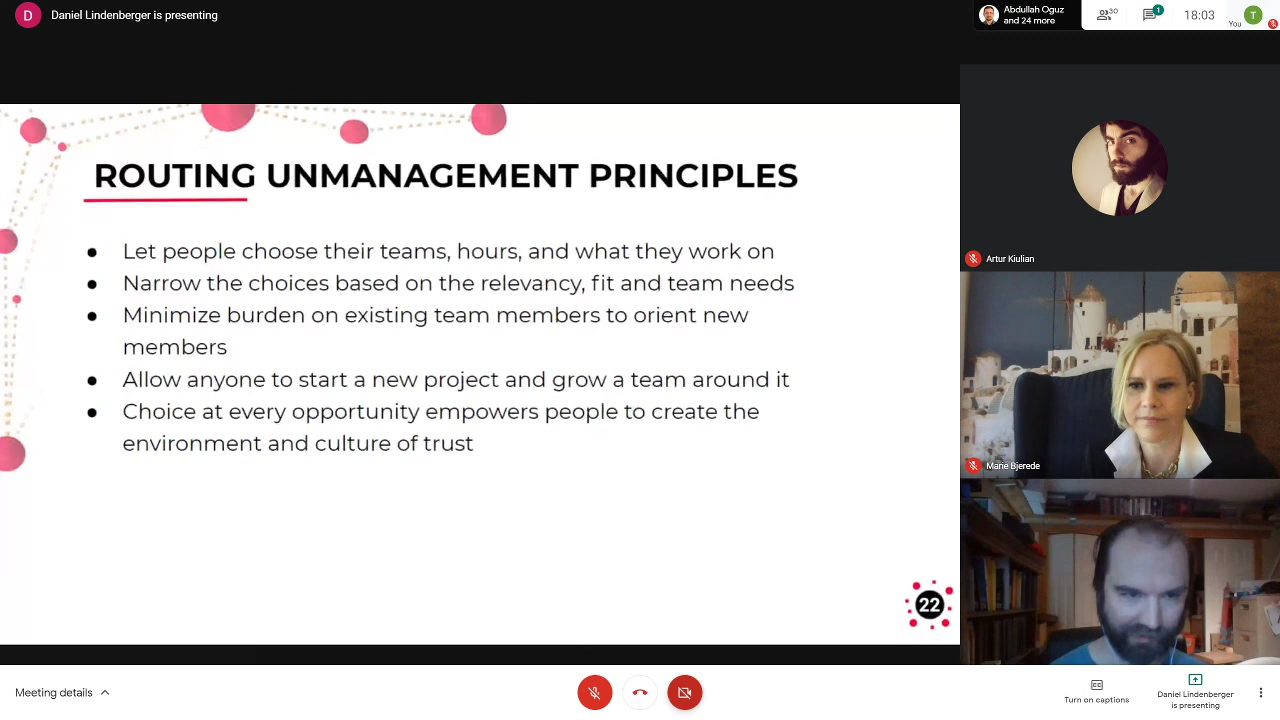 D
Daniel Lindenberger is presenting
Abdullah Oguz
and 24 more
30
1
18:03
You
T
ROUTING UNMANAGEMENT PRINCIPLES
● Let people choose their teams, hours, and what they work on
● Narrow the choices based on the relevancy, fit and team needs
● Minimize burden on existing team members to orient new
members
● Allow anyone to start a new project and grow a team around it
● Choice at every opportunity empowers people to create the
environment and culture of trust
22
Artur Kiulian
Marie Bjerede
Meeting details
Turn on captions
Daniel Lindenberger
is presenting